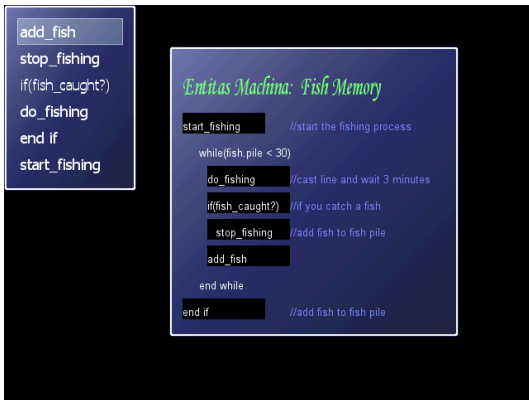 add_fish
stop_fishing
if(fish_caught?)
do_fishing
end if
start_fishing
Entitas Machina: Fish Memory
start_fishing //start the fishing process
while(fish.pile < 30)
do_fishing //cast line and wait 3 minutes
if(fish_caught?) //if you catch a fish
stop_fishing //add fish to fish pile
add_fish
end while
end if //add fish to fish pile